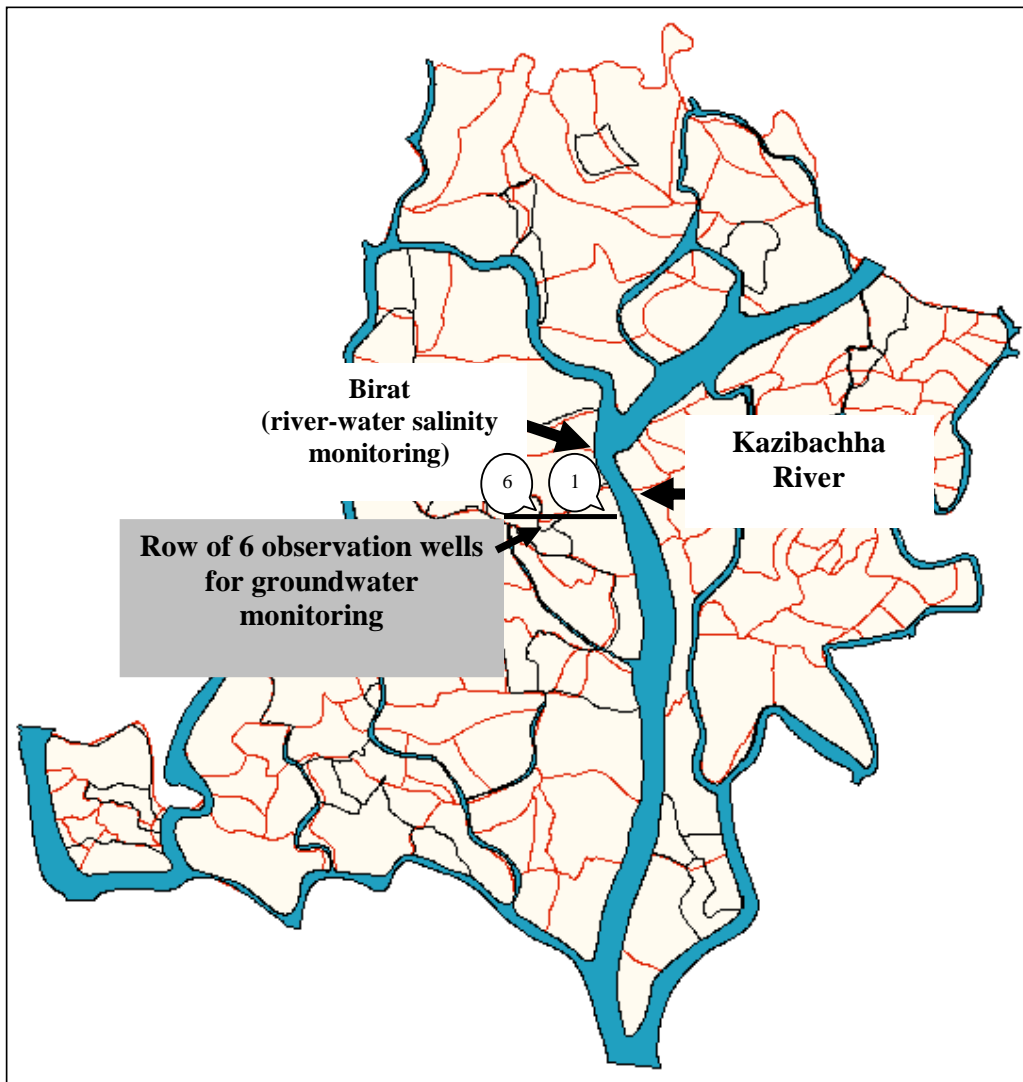 Birat
(river-water salinity
monitoring)
Kazibachha
River
6
1
Row of 6 observation wells
for groundwater
monitoring